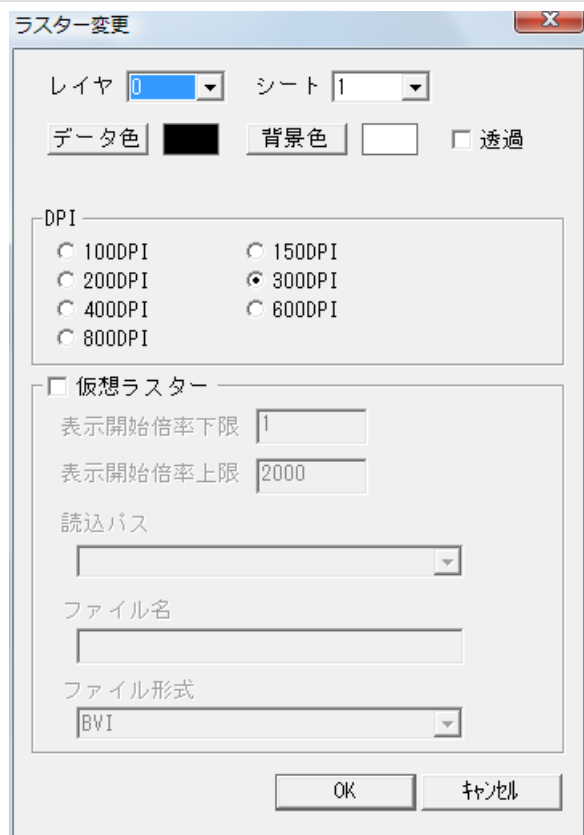 ラスター変更
レイヤ 0 シート 1
データ色 背景色 透過
DPI
100DPI 150DPI
200DPI 300DPI
400DPI 600DPI
800DPI
仮想ラスター
表示開始倍率下限 1
表示開始倍率上限 2000
読込パス
ファイル名
ファイル形式
BVI
OK ｷｬﾝｾﾙ